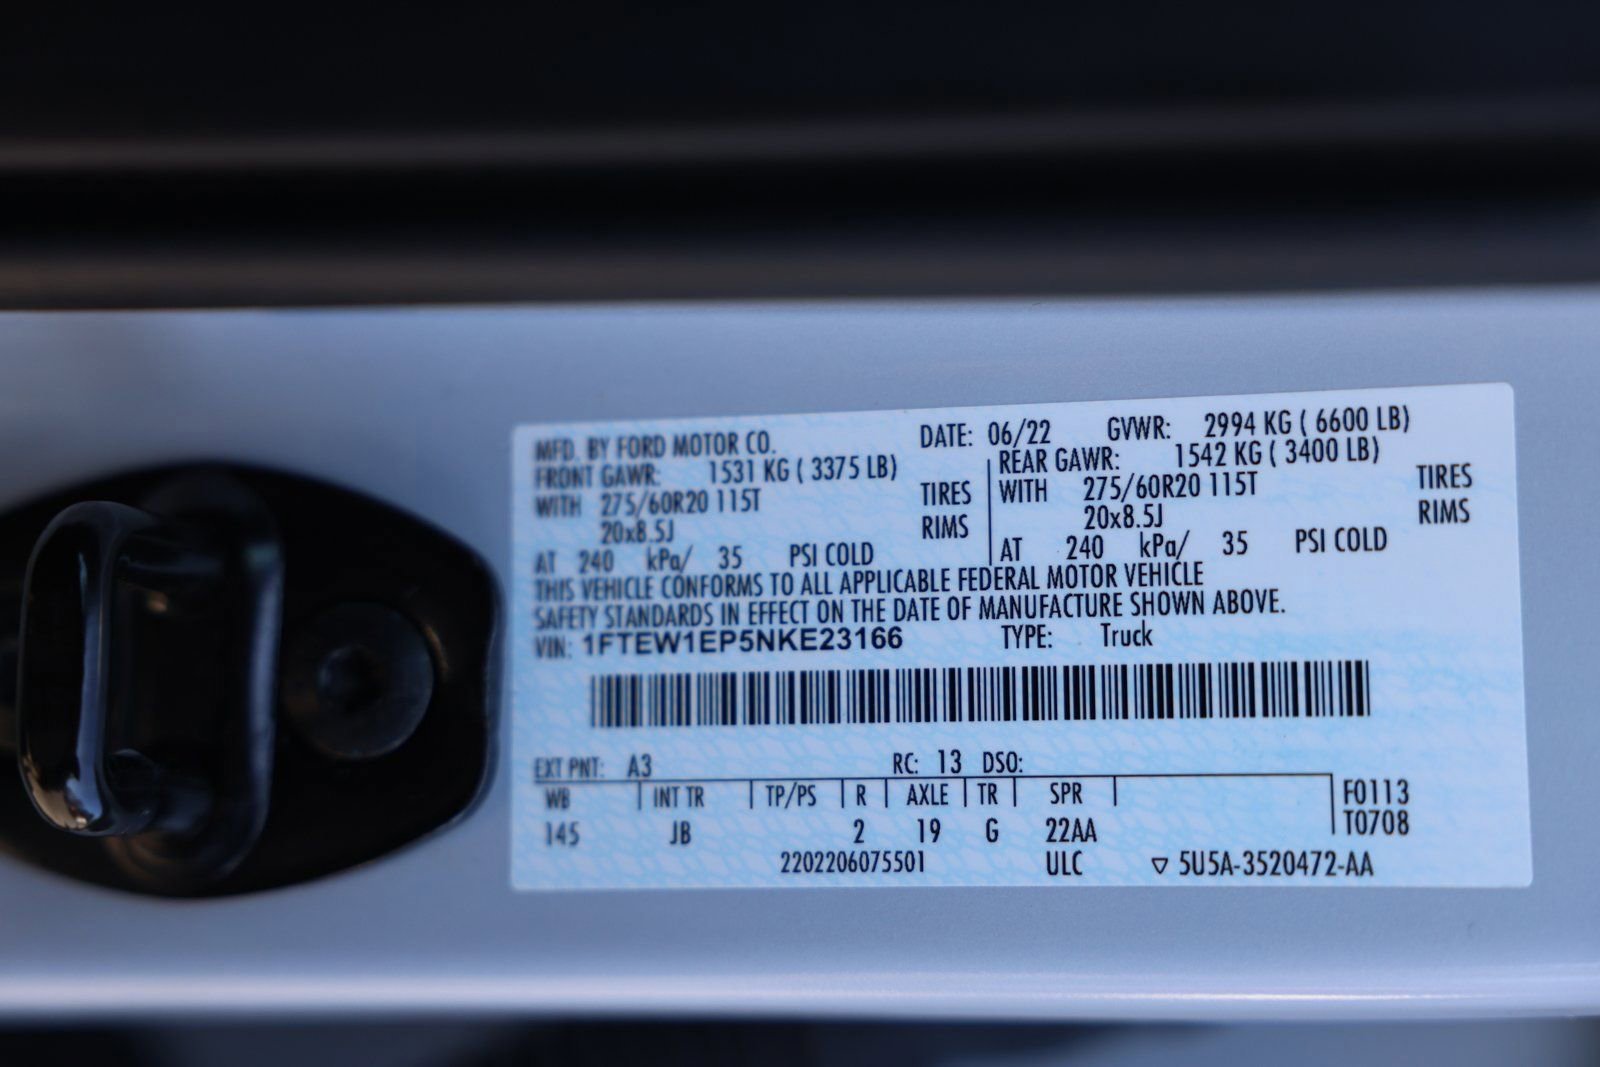 MFD. BY FORD MOTOR CO. DATE: 06/22 GVWR: 2994 KG ( 6600 LB)
FRONT GAWR: 1531 KG ( 3375 LB) REAR GAWR: 1542 KG ( 3400 LB)
WITH 275/60R20 115T TIRES WITH 275/60R20 115T TIRES
20x8.5J RIMS 20x8.5J RIMS
AT 240 kPa/ 35 PSI COLD AT 240 kPa/ 35 PSI COLD
THIS VEHICLE CONFORMS TO ALL APPLICABLE FEDERAL MOTOR VEHICLE
SAFETY STANDARDS IN EFFECT ON THE DATE OF MANUFACTURE SHOWN ABOVE.
VIN: 1FTEW1EP5NKE23166 TYPE: Truck
EXT PNT: A3 RC: 13 DSO:
WB INT TR TP/PS R AXLE TR SPR F0113
145 JB 2 19 G 22AA T0708
2202206075501 ULC ▽ 5U5A-3520472-AA